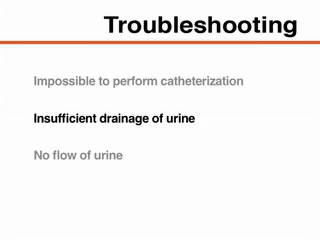 Troubleshooting
Impossible to perform catheterization
Insufficient drainage of urine
No flow of urine